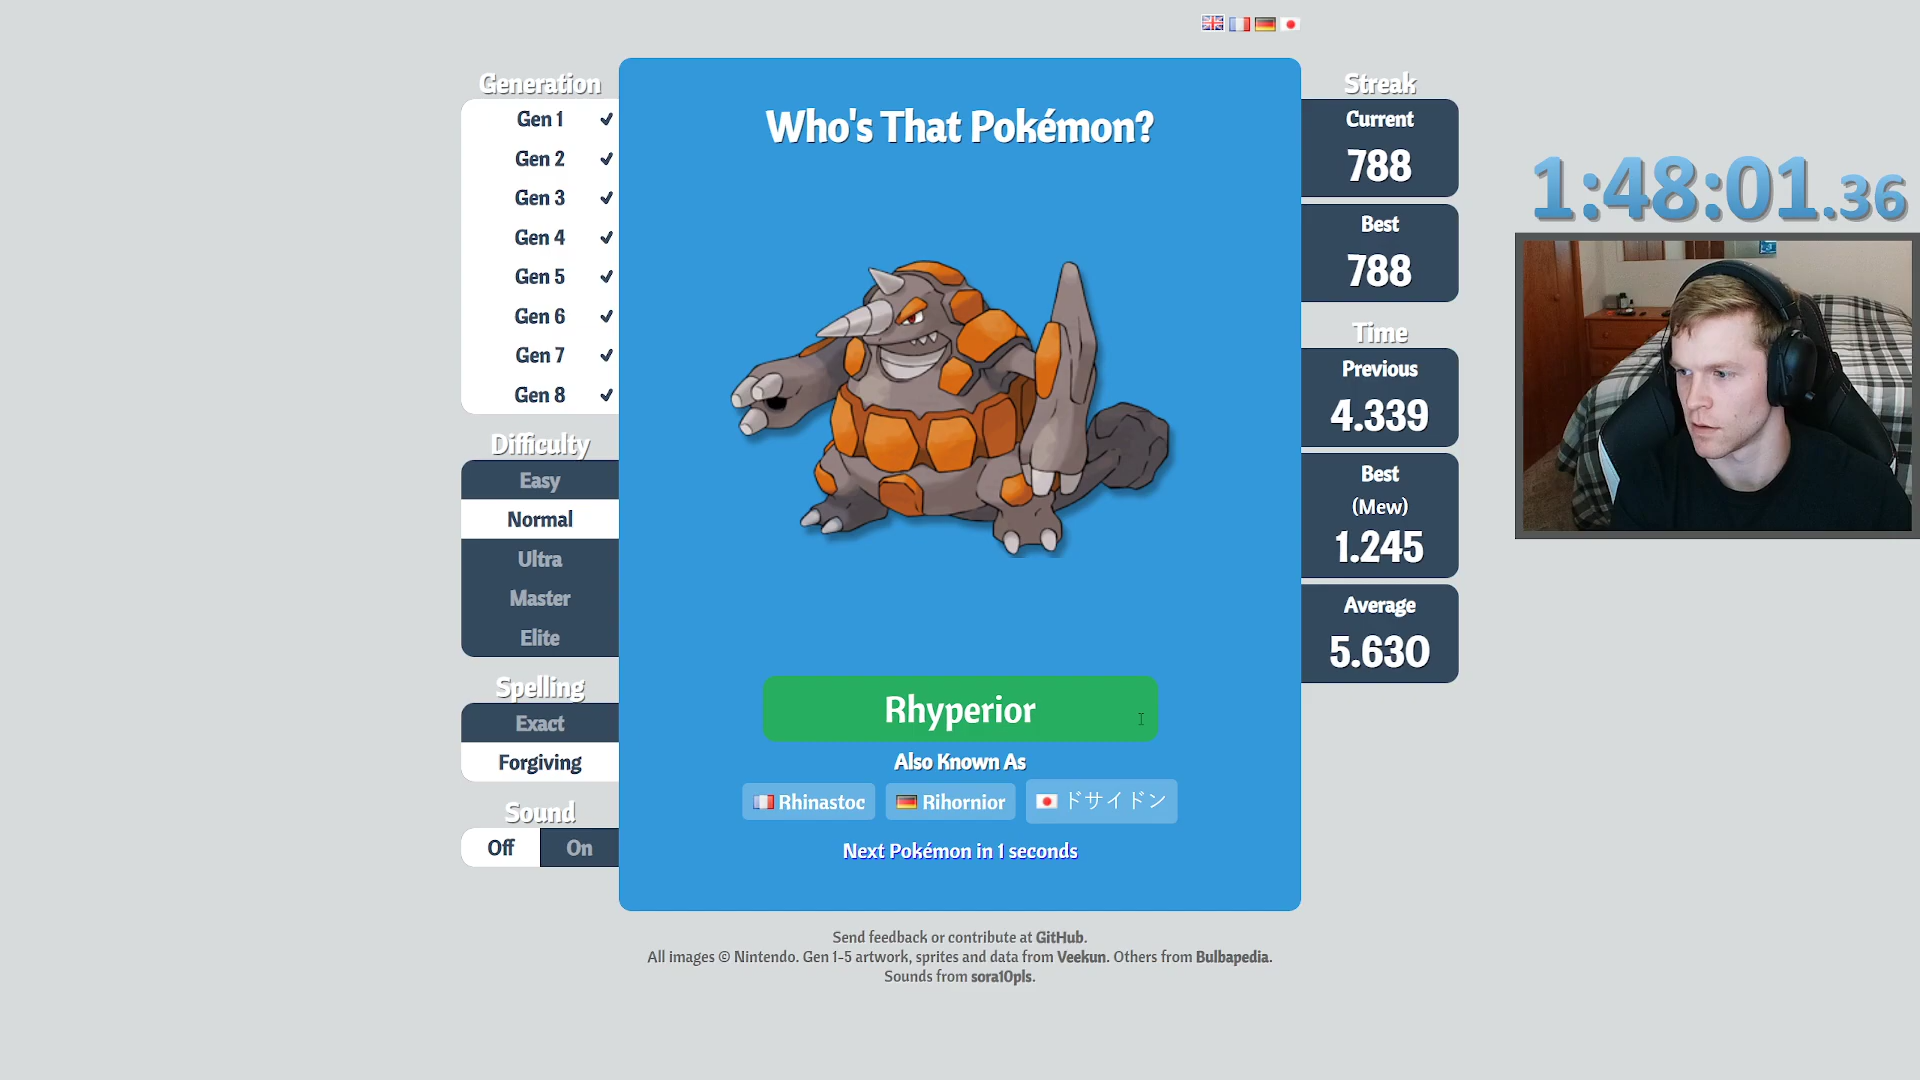 Generation
Gen 1
Gen 2
Gen 3
Gen 4
Gen 5
Gen 6
Gen 7
Gen 8
Difficulty
Easy
Normal
Ultra
Master
Elite
Spelling
Exact
Forgiving
Sound
Off On
Who's That Pokémon?
Rhyperior
Also Known As
Rhinastoc Rihornior ドサイドン
Next Pokémon in 1 seconds
Send feedback or contribute at GitHub.
All images © Nintendo. Gen 1-5 artwork, sprites and data from Veekun. Others from Bulbapedia.
Sounds from sora10pls.
Streak
Current
788
Best
788
Time
Previous
4.339
Best
(Mew)
1.245
Average
5.630
1:48:01.36